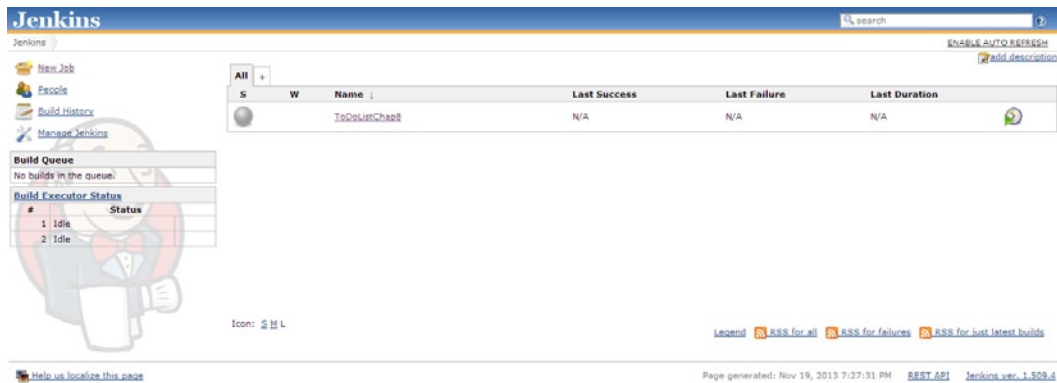 Jenkins
search
Jenkins
ENABLE AUTO REFRESH
add description
New Job
People
Build History
Manage Jenkins
All +
S W Name ↓ Last Success Last Failure Last Duration
ToDoListChap8 N/A N/A N/A
Build Queue
No builds in the queue.
Build Executor Status
# Status
1 Idle
2 Idle
Icon: S M L
Legend RSS for all RSS for failures RSS for just latest builds
Help us localize this page
Page generated: Nov 19, 2013 7:27:31 PM REST API Jenkins ver. 1.509.4